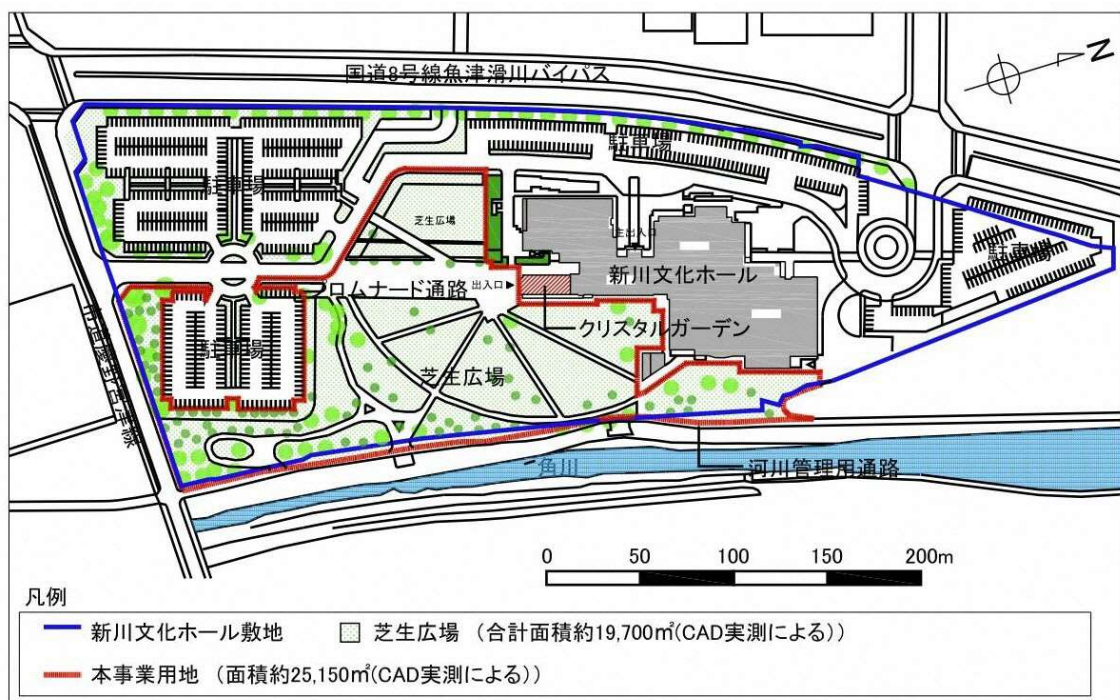 国道8号線魚津滑川バイパス
N
駐車場
駐車場
芝生広場
主出入口
駐車場
新川文化ホール
ロムナード通路
出入口
クリスタルガーデン
駐車場
芝生広場
角川
河川管理用通路
0 50 100 150 200m
凡例
新川文化ホール敷地
芝生広場 (合計面積約19,700㎡(CAD実測による))
本事業用地 (面積約25,150㎡(CAD実測による))